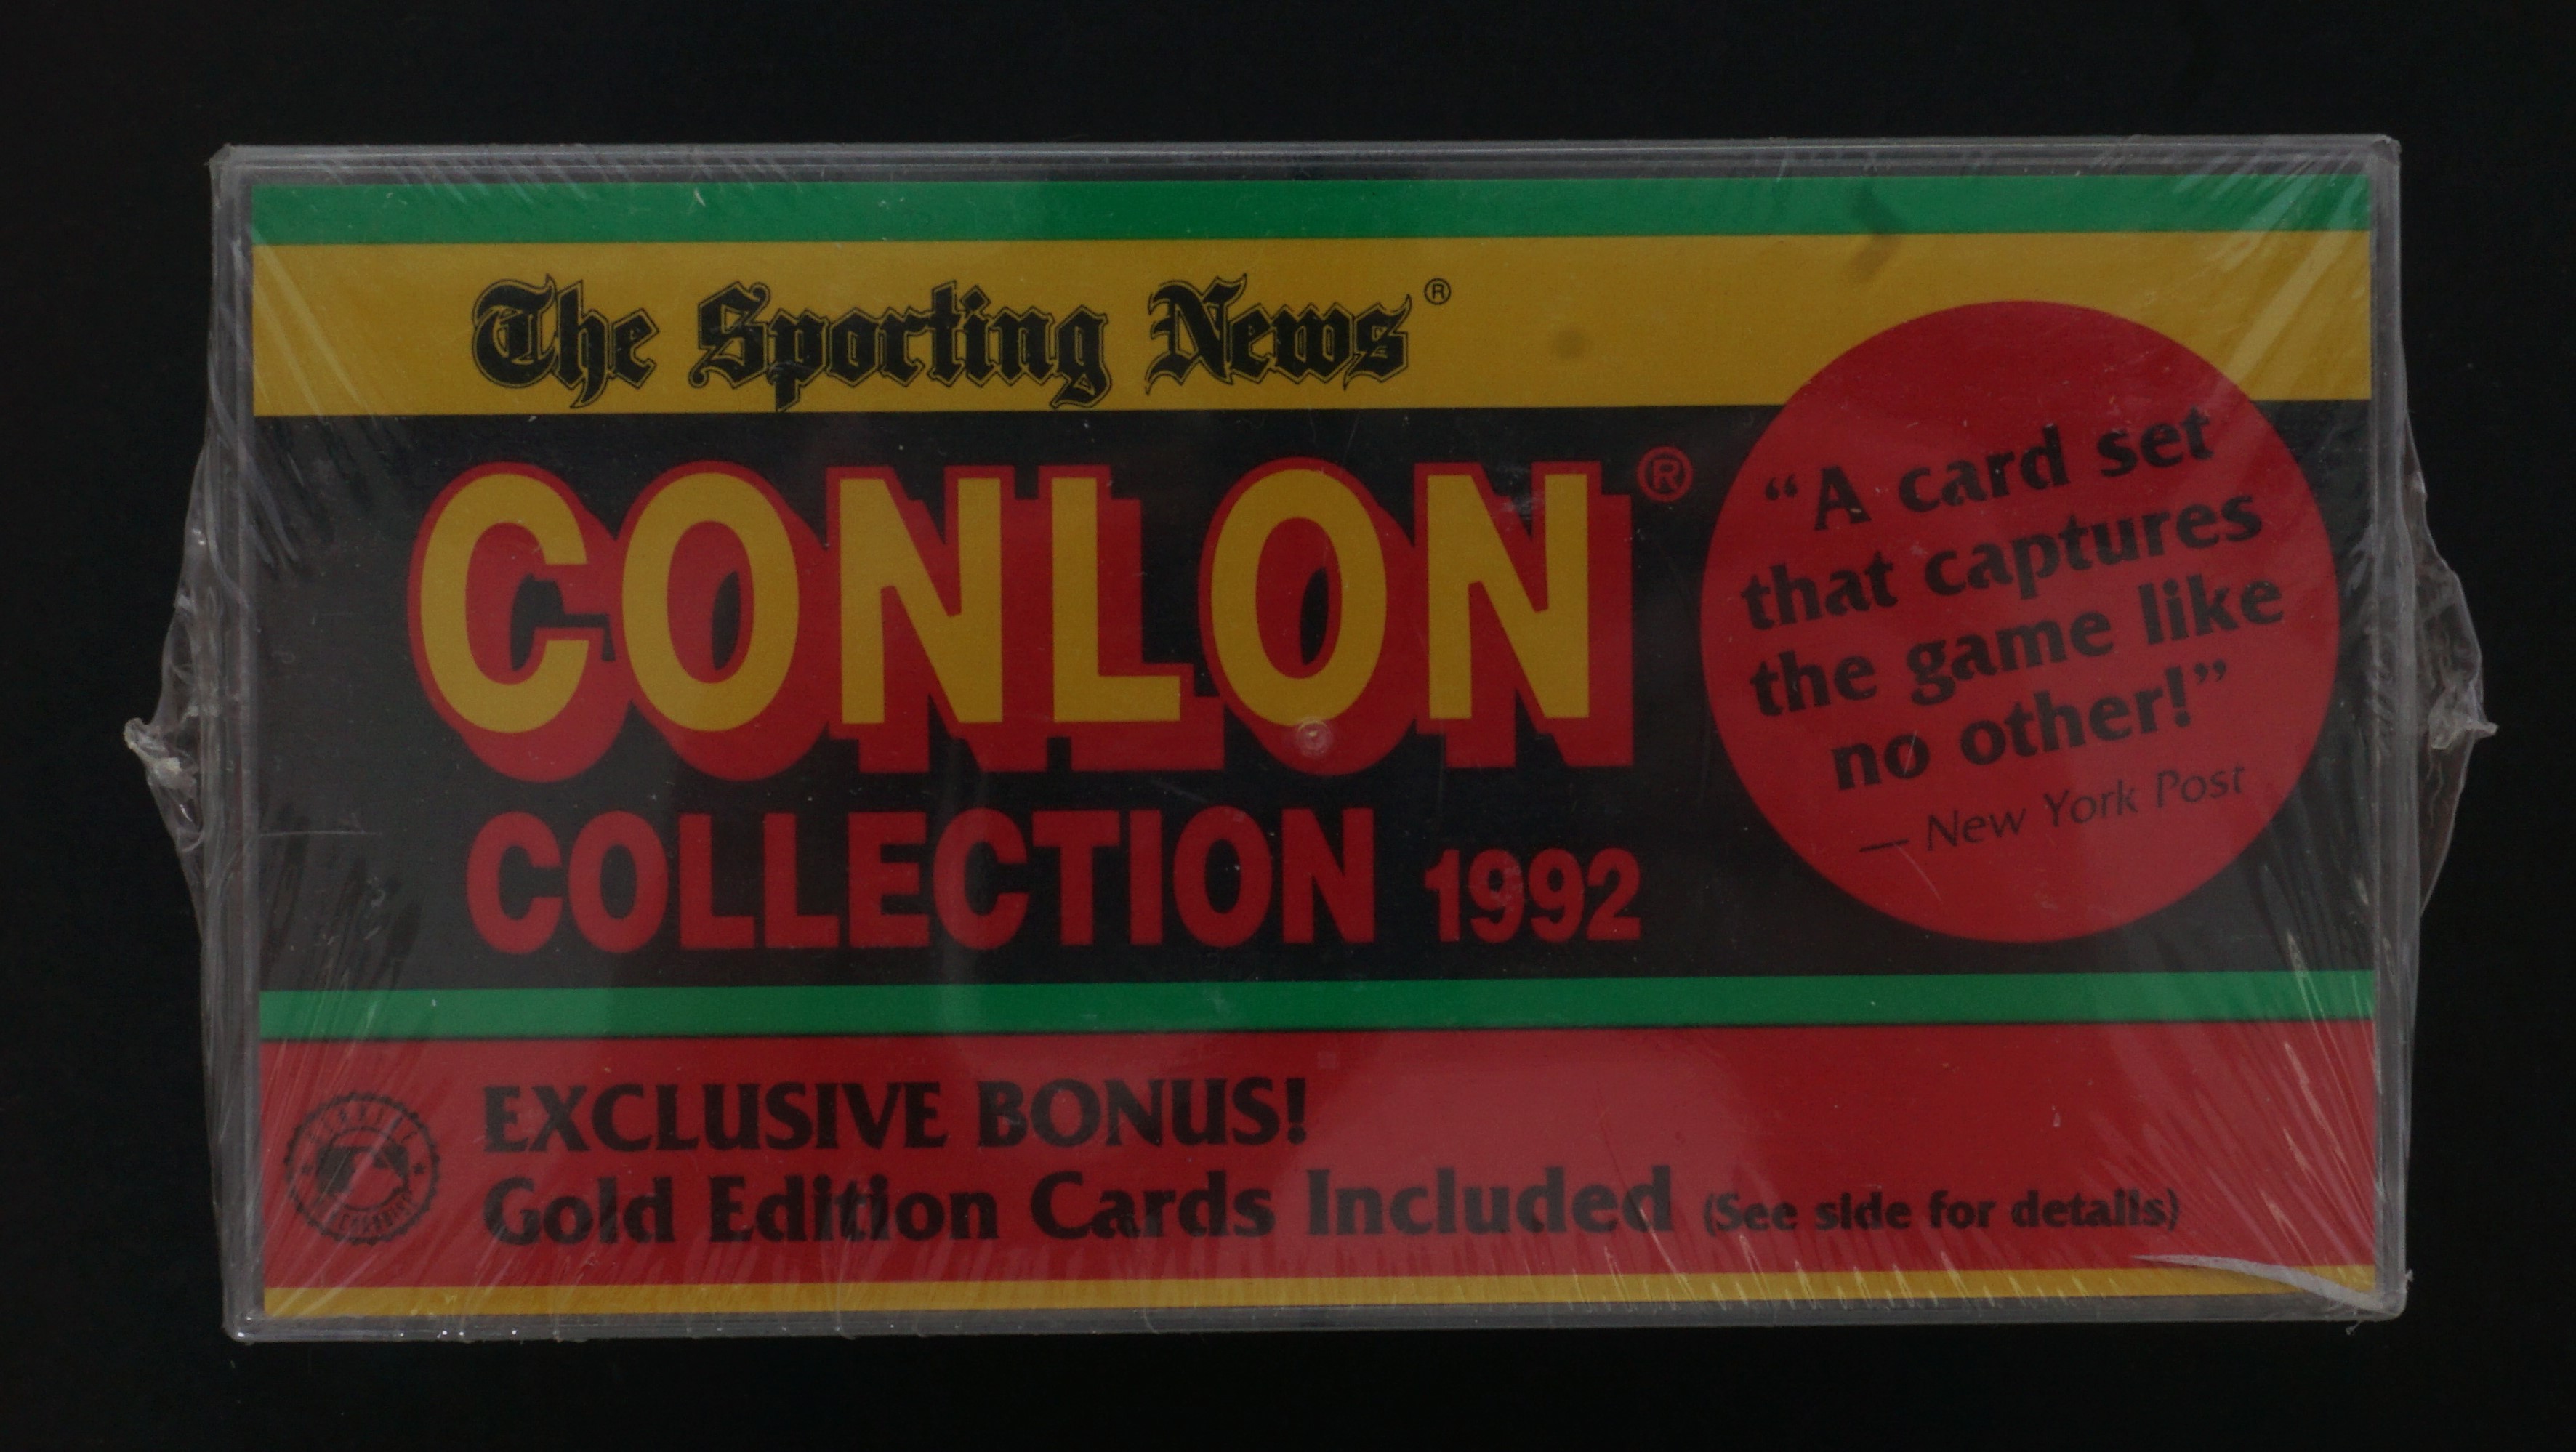 The Sporting News®
CONLON®
COLLECTION 1992
“A card set
that captures
the game like
no other!”
— New York Post
EXCLUSIVE BONUS!
Gold Edition Cards Included (See side for details)